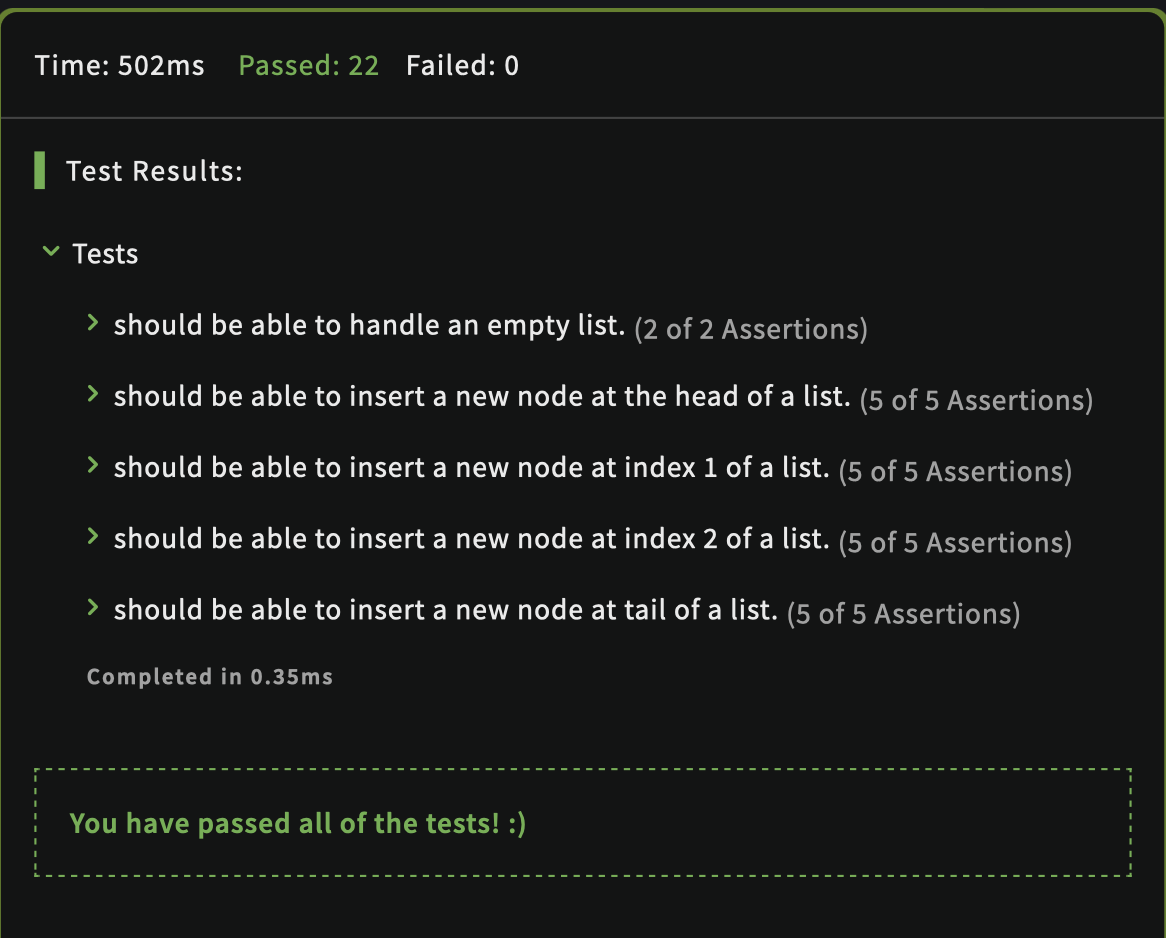 Time: 502ms Passed: 22 Failed: 0
Test Results:
Tests
should be able to handle an empty list. (2 of 2 Assertions)
should be able to insert a new node at the head of a list. (5 of 5 Assertions)
should be able to insert a new node at index 1 of a list. (5 of 5 Assertions)
should be able to insert a new node at index 2 of a list. (5 of 5 Assertions)
should be able to insert a new node at tail of a list. (5 of 5 Assertions)
Completed in 0.35ms
You have passed all of the tests! :)